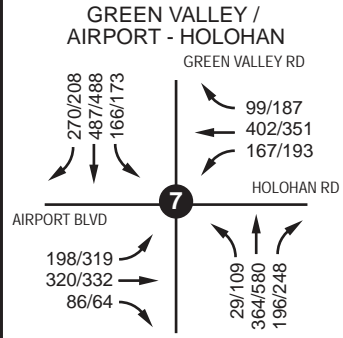 GREEN VALLEY /
AIRPORT - HOLOHAN
GREEN VALLEY RD
270/208
487/488
166/173
99/187
402/351
167/193
HOLOHAN RD
7
AIRPORT BLVD
198/319
320/332
86/64
29/109
364/580
196/248